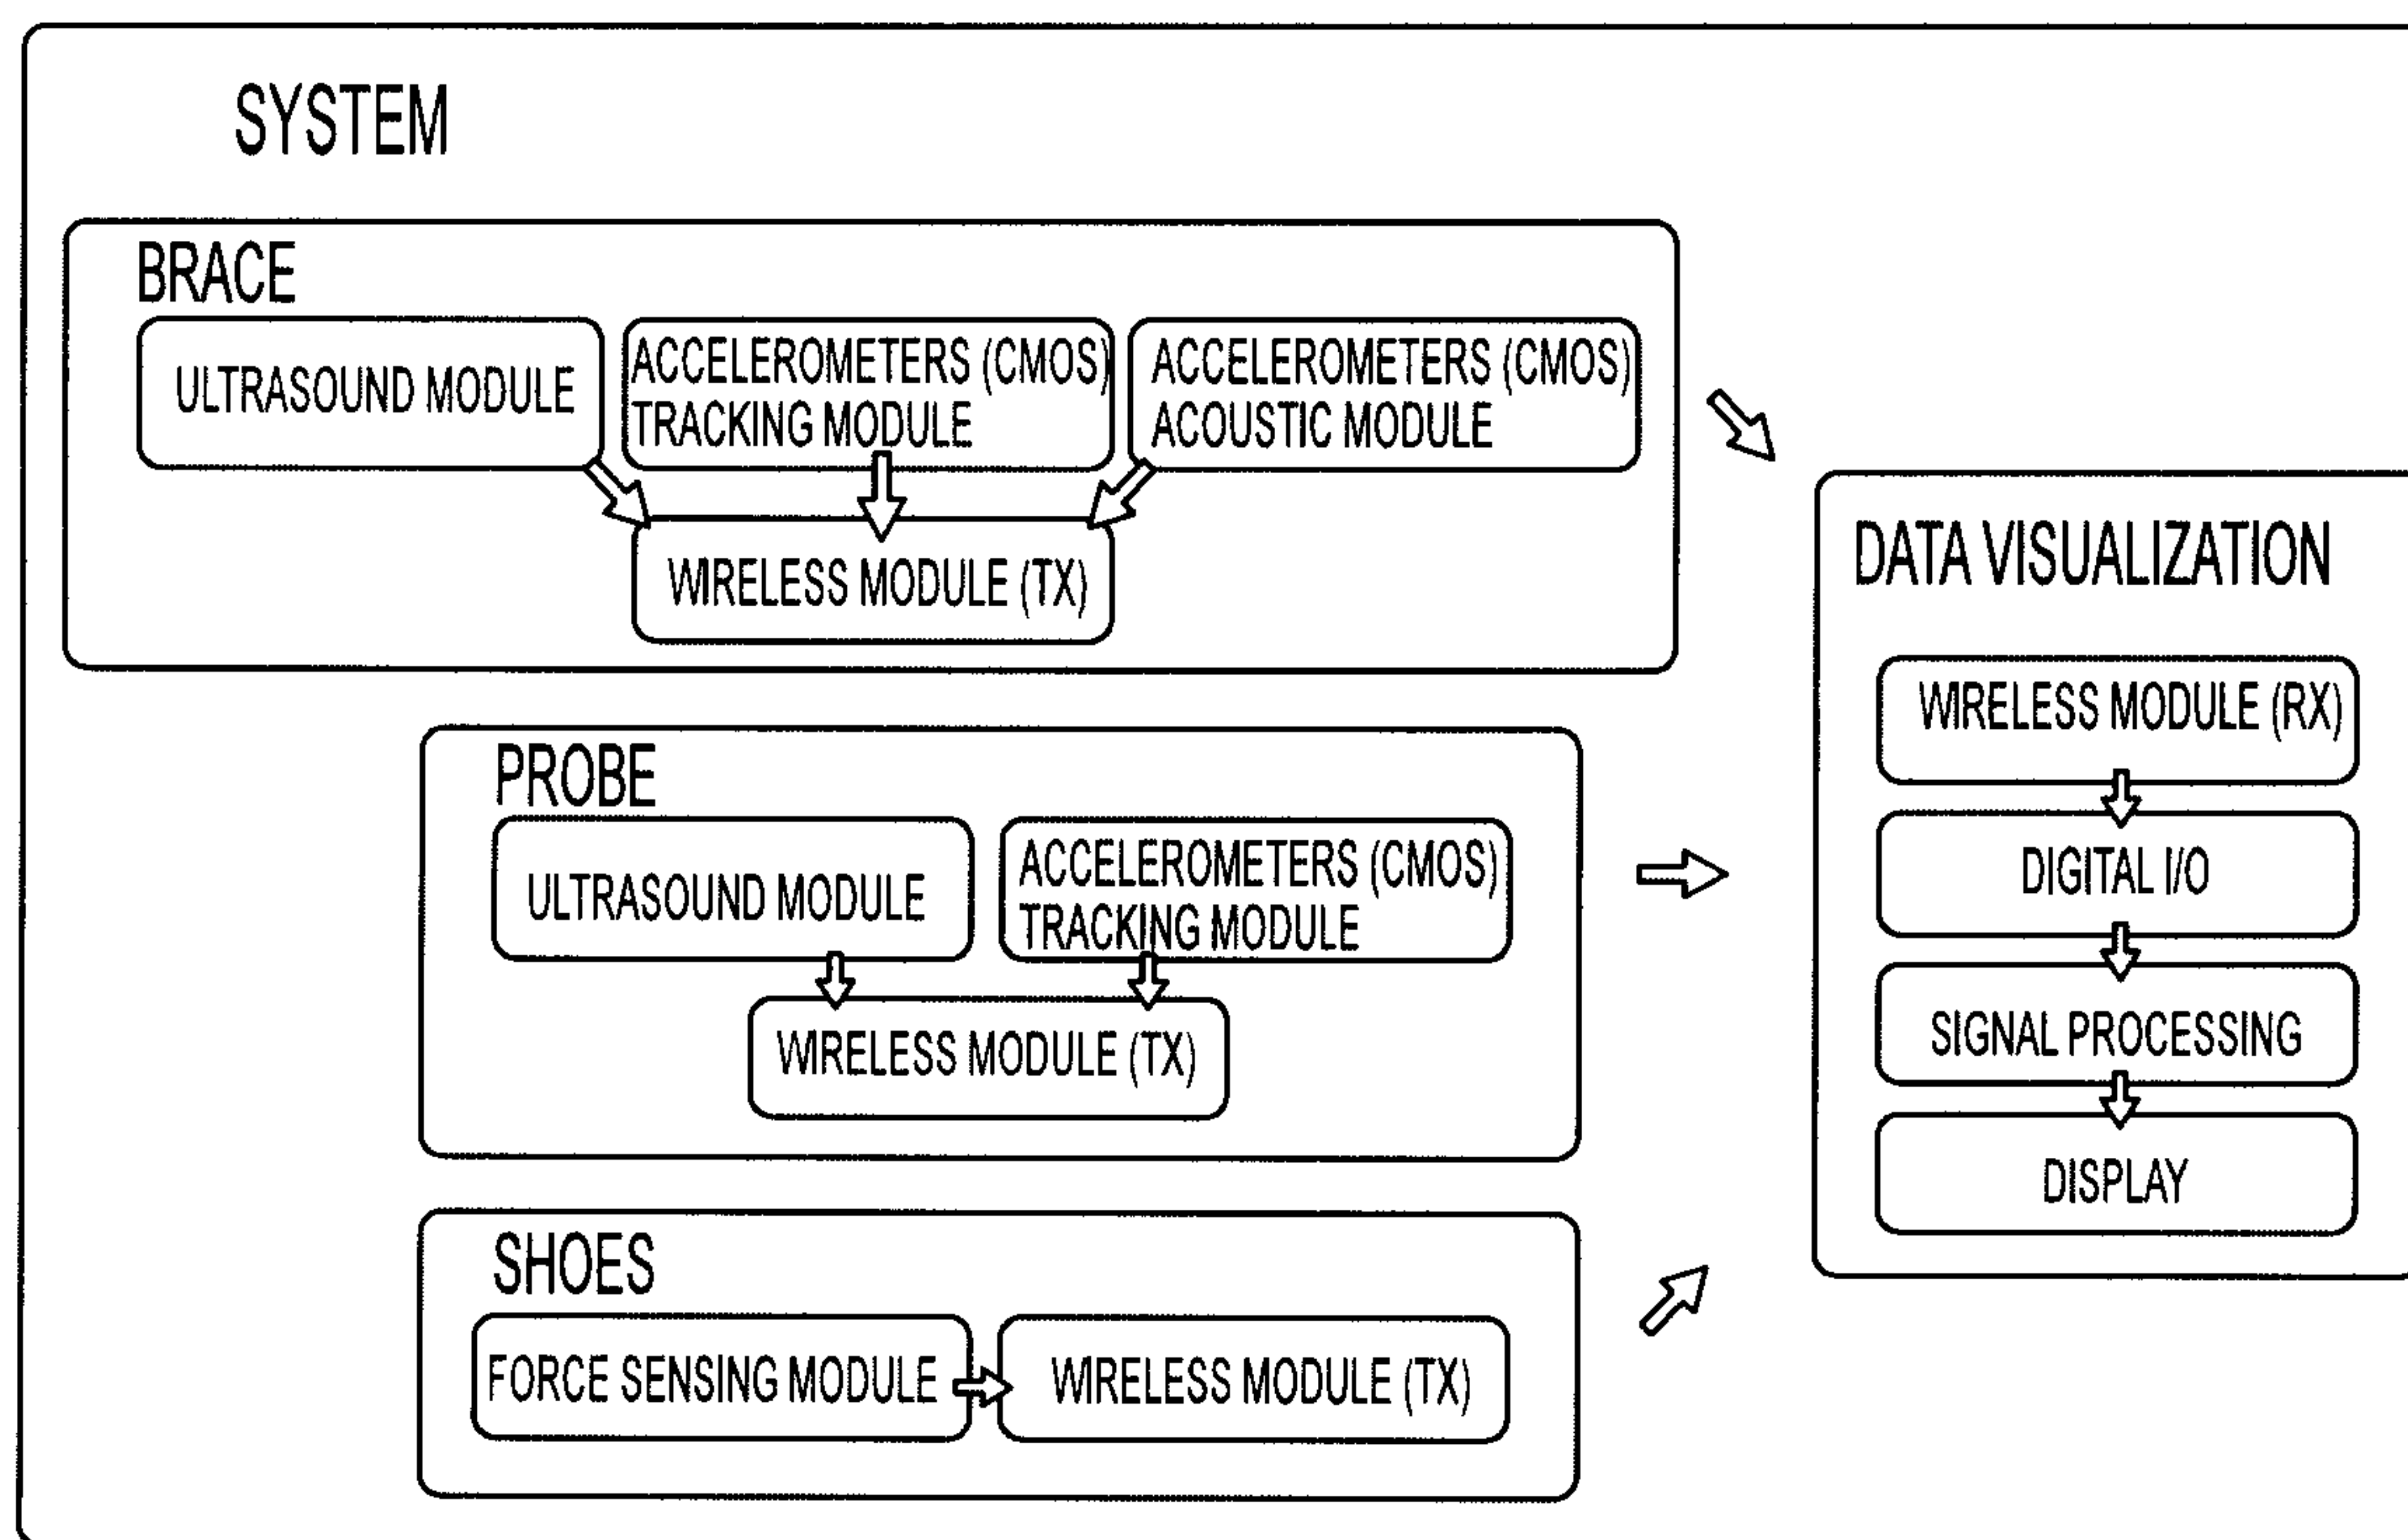 SYSTEM
BRACE
ULTRASOUND MODULE
ACCELEROMETERS (CMOS)
TRACKING MODULE
ACCELEROMETERS (CMOS)
ACOUSTIC MODULE
WIRELESS MODULE (TX)
PROBE
ULTRASOUND MODULE
ACCELEROMETERS (CMOS)
TRACKING MODULE
WIRELESS MODULE (TX)
SHOES
FORCE SENSING MODULE
WIRELESS MODULE (TX)
DATA VISUALIZATION
WIRELESS MODULE (RX)
DIGITAL I/O
SIGNAL PROCESSING
DISPLAY